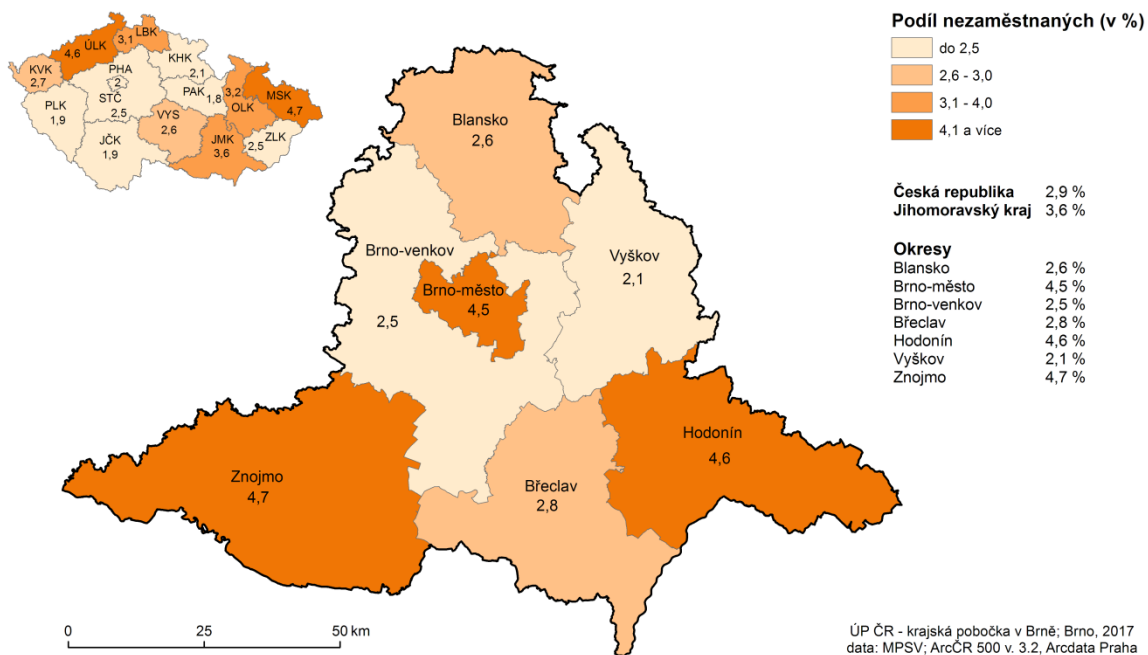 ÚLK
4,6
LBK
3,1
KVK
2,7
PHA
2
KHK
2,1
PAK
1,8
3,2
OLK
MSK
4,7
PLK
1,9
STČ
2,5
VYS
2,6
JČK
1,9
JMK
3,6
ZLK
2,5
Podíl nezaměstnaných (v %)
do 2,5
2,6 - 3,0
3,1 - 4,0
4,1 a více
Česká republika 2,9 %
Jihomoravský kraj 3,6 %
Okresy
Blansko 2,6 %
Brno-město 4,5 %
Brno-venkov 2,5 %
Břeclav 2,8 %
Hodonín 4,6 %
Vyškov 2,1 %
Znojmo 4,7 %
Blansko
2,6
Brno-venkov
2,5
Brno-město
4,5
Vyškov
2,1
Znojmo
4,7
Břeclav
2,8
Hodonín
4,6
0 25 50 km
ÚP ČR - krajská pobočka v Brně; Brno, 2017
data: MPSV; ArcČR 500 v. 3.2, Arcdata Praha